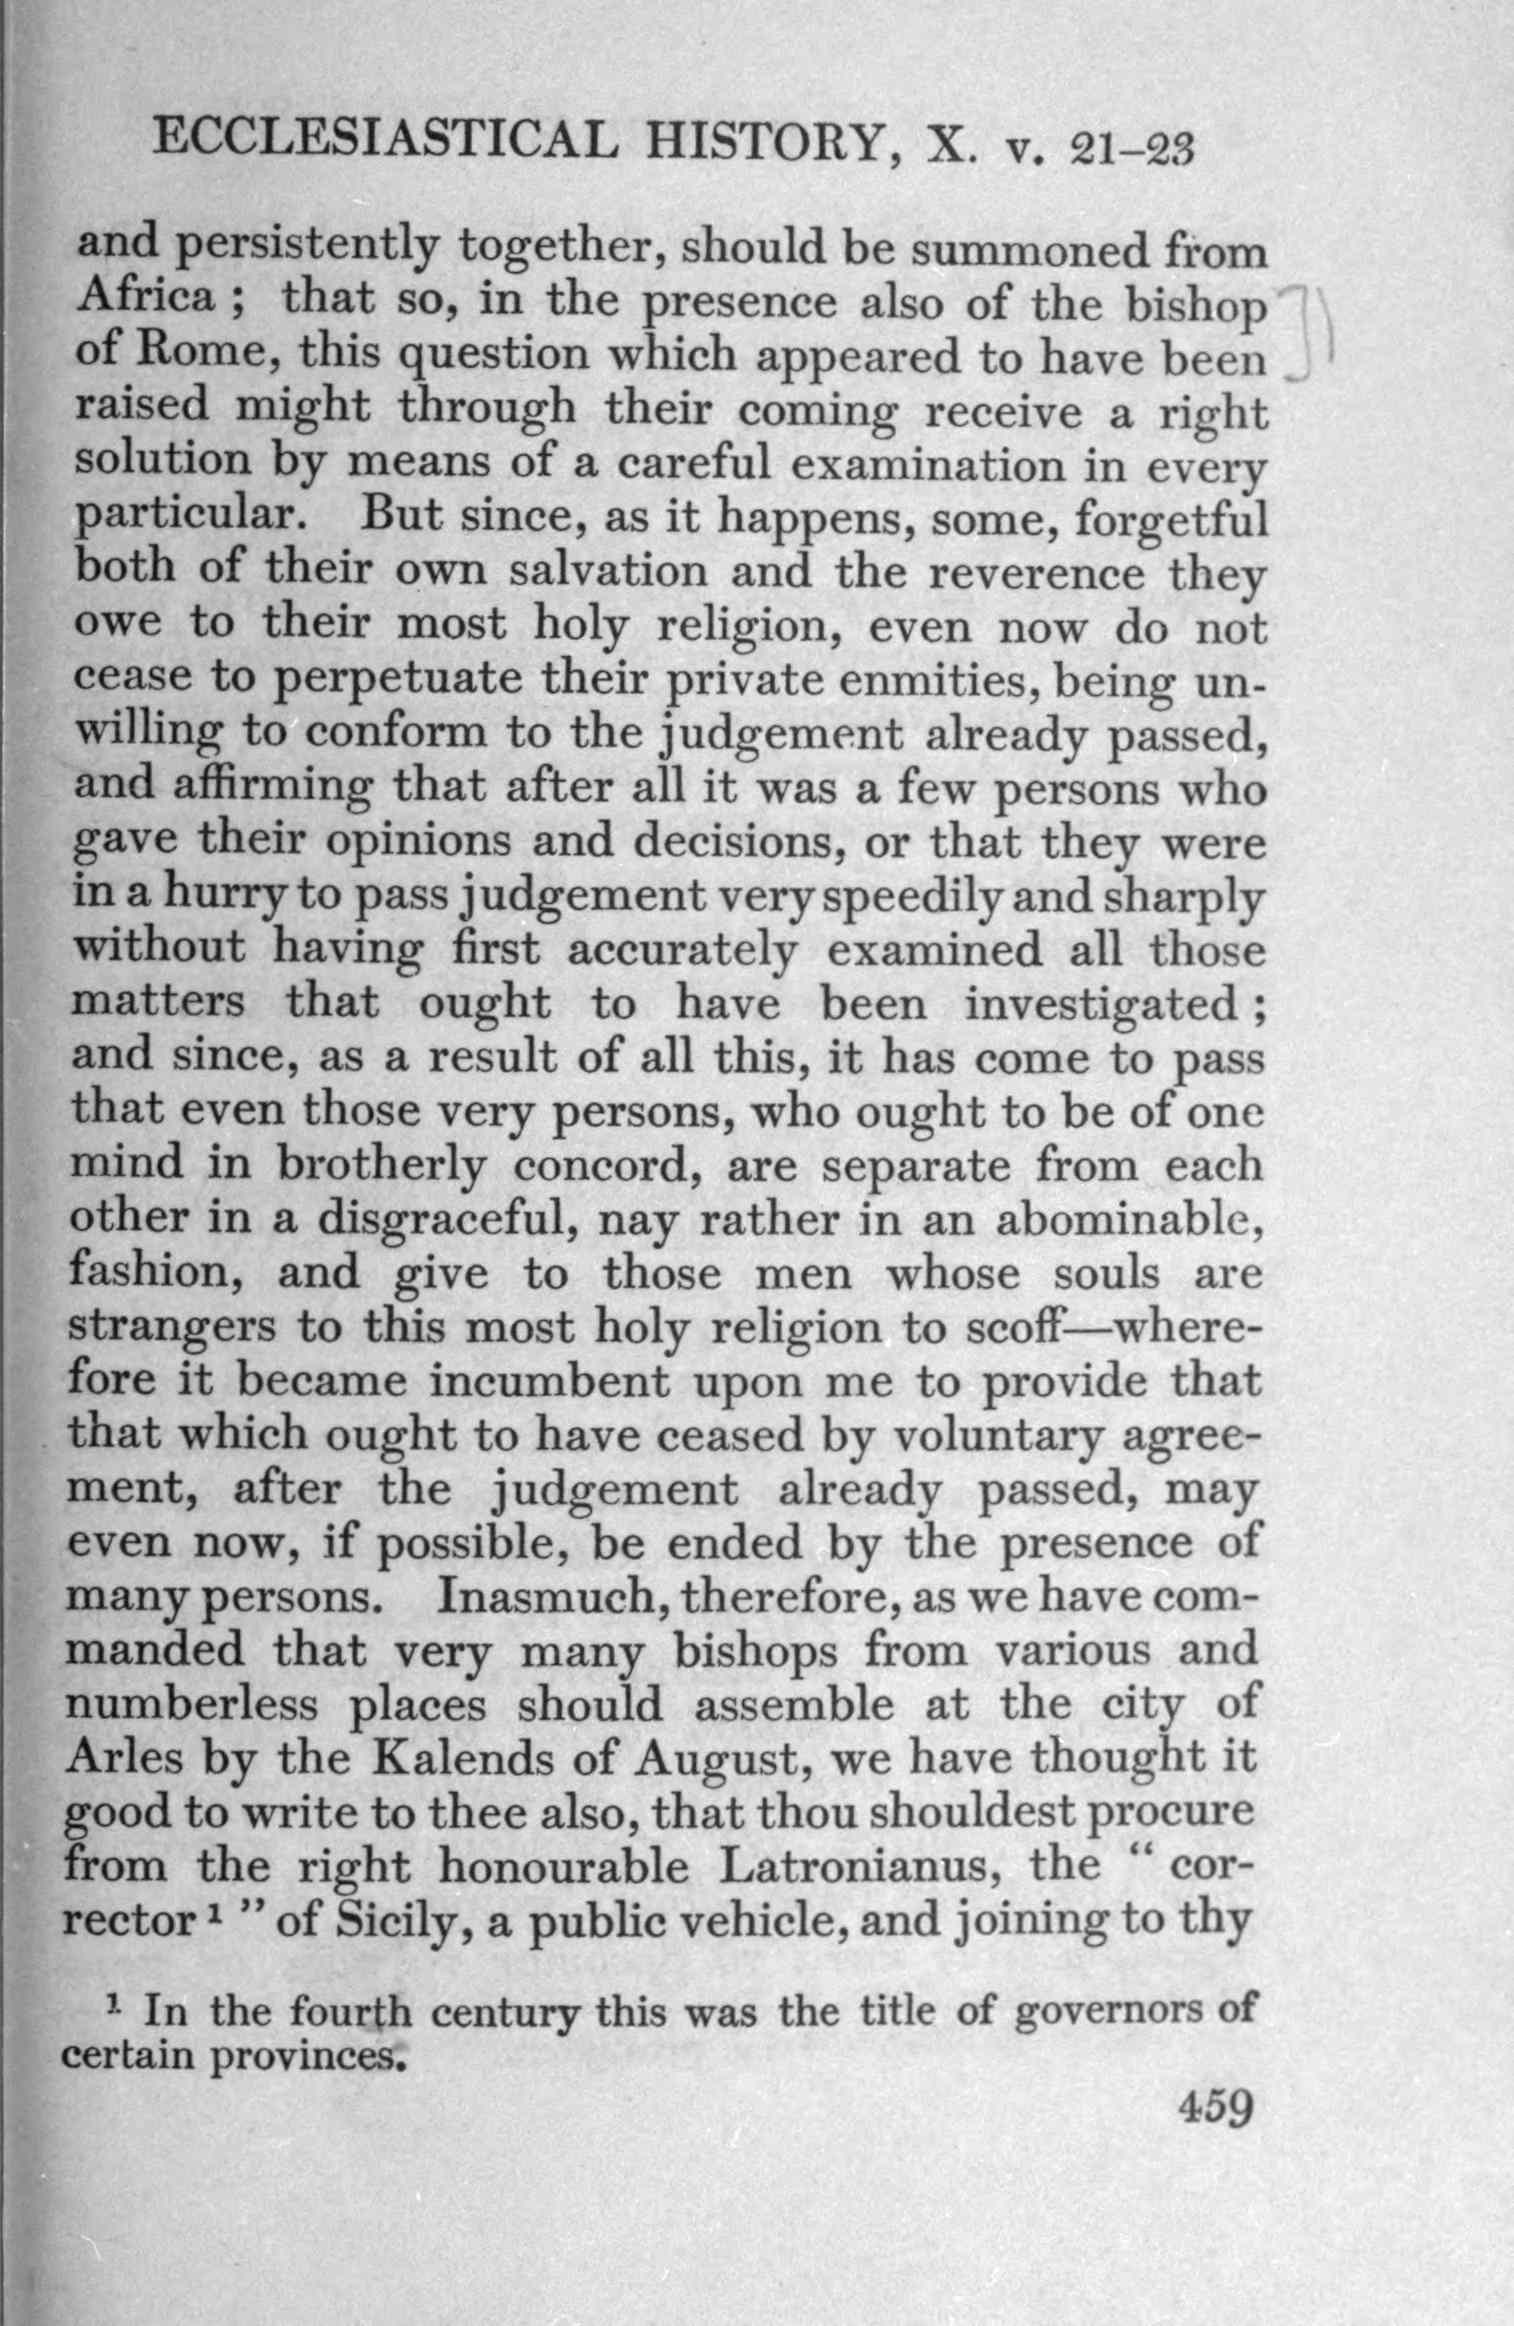 ECCLESIASTICAL HISTORY, X. v. 21–23
and persistently together, should be summoned from
Africa ; that so, in the presence also of the bishop
of Rome, this question which appeared to have been
raised might through their coming receive a right
solution by means of a careful examination in every
particular. But since, as it happens, some, forgetful
both of their own salvation and the reverence they
owe to their most holy religion, even now do not
cease to perpetuate their private enmities, being un-
willing to conform to the judgement already passed,
and affirming that after all it was a few persons who
gave their opinions and decisions, or that they were
in a hurry to pass judgement very speedily and sharply
without having first accurately examined all those
matters that ought to have been investigated ;
and since, as a result of all this, it has come to pass
that even those very persons, who ought to be of one
mind in brotherly concord, are separate from each
other in a disgraceful, nay rather in an abominable,
fashion, and give to those men whose souls are
strangers to this most holy religion to scoff—where-
fore it became incumbent upon me to provide that
that which ought to have ceased by voluntary agree-
ment, after the judgement already passed, may
even now, if possible, be ended by the presence of
many persons. Inasmuch, therefore, as we have com-
manded that very many bishops from various and
numberless places should assemble at the city of
Arles by the Kalends of August, we have thought it
good to write to thee also, that thou shouldest procure
from the right honourable Latronianus, the “ cor-
rector ¹ ” of Sicily, a public vehicle, and joining to thy
¹ In the fourth century this was the title of governors of
certain provinces.
459